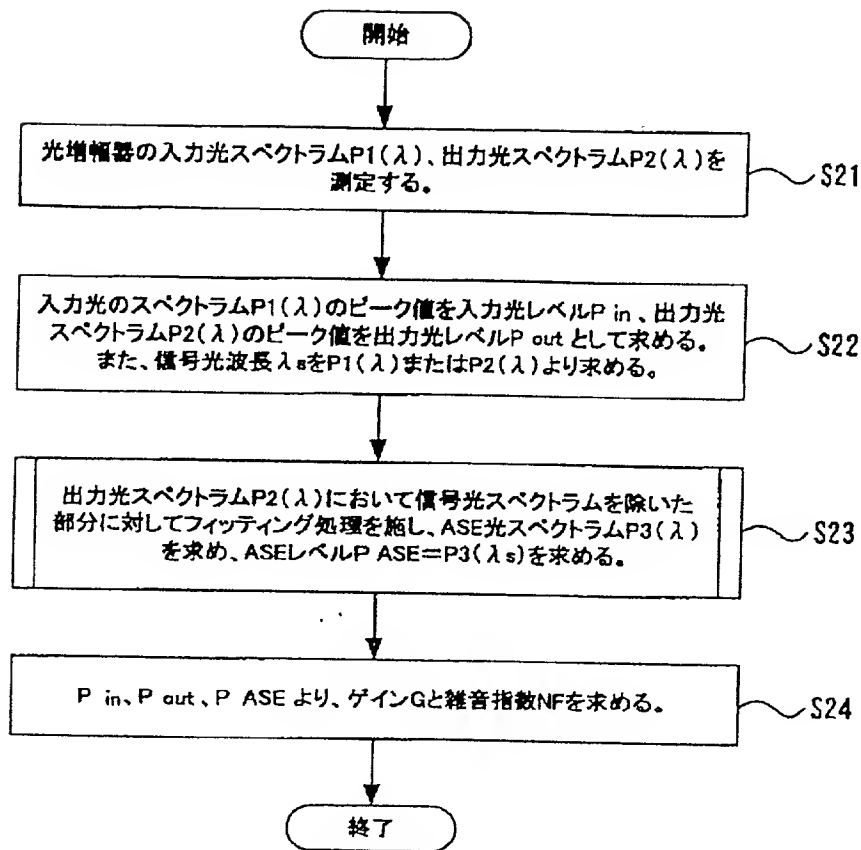 開始
光増幅器の入力光スペクトラムP1(λ)、出力光スペクトラムP2(λ)を
測定する。
S21
入力光のスペクトラムP1(λ)のピーク値を入力光レベルP in、出力光
スペクトラムP2(λ)のピーク値を出力光レベルP out として求める。
また、信号光波長λsをP1(λ)またはP2(λ)より求める。
S22
出力光スペクトラムP2(λ)において信号光スペクトラムを除いた
部分に対してフィッティング処理を施し、ASE光スペクトラムP3(λ)
を求め、ASEレベルP ASE=P3(λs)を求める。
S23
P in、P out、P ASE より、ゲインGと雑音指数NFを求める。
S24
終了